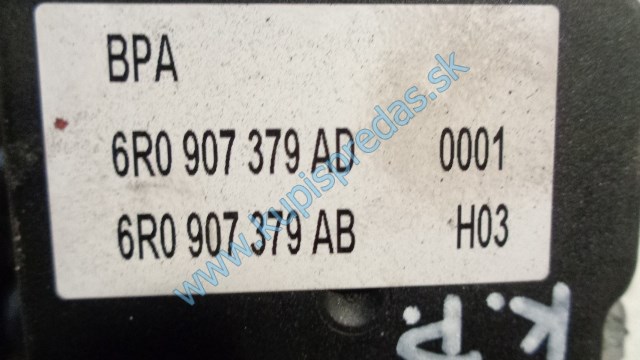 BPA
6R0 907 379 AD 0001
6R0 907 379 AB H03
www.kupispredas.sk
K.P.